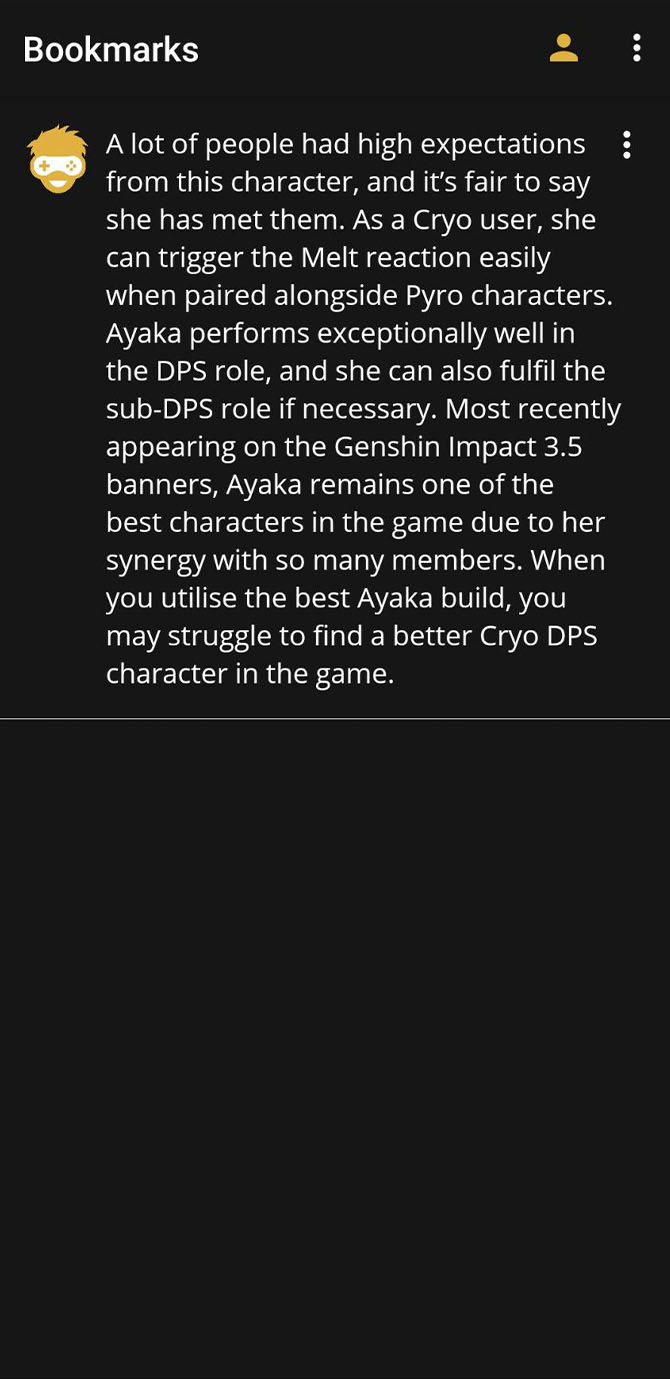 Bookmarks
A lot of people had high expectations
from this character, and it’s fair to say
she has met them. As a Cryo user, she
can trigger the Melt reaction easily
when paired alongside Pyro characters.
Ayaka performs exceptionally well in
the DPS role, and she can also fulfil the
sub-DPS role if necessary. Most recently
appearing on the Genshin Impact 3.5
banners, Ayaka remains one of the
best characters in the game due to her
synergy with so many members. When
you utilise the best Ayaka build, you
may struggle to find a better Cryo DPS
character in the game.